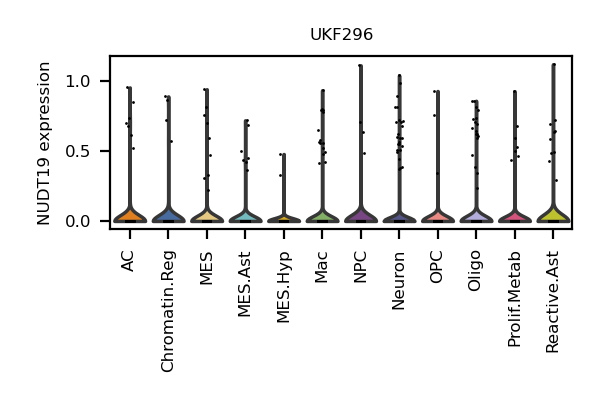 UKF296
NUDT19 expression
1.0
0.5
0.0
AC
Chromatin.Reg
MES
MES.Ast
MES.Hyp
Mac
NPC
Neuron
OPC
Oligo
Prolif.Metab
Reactive.Ast